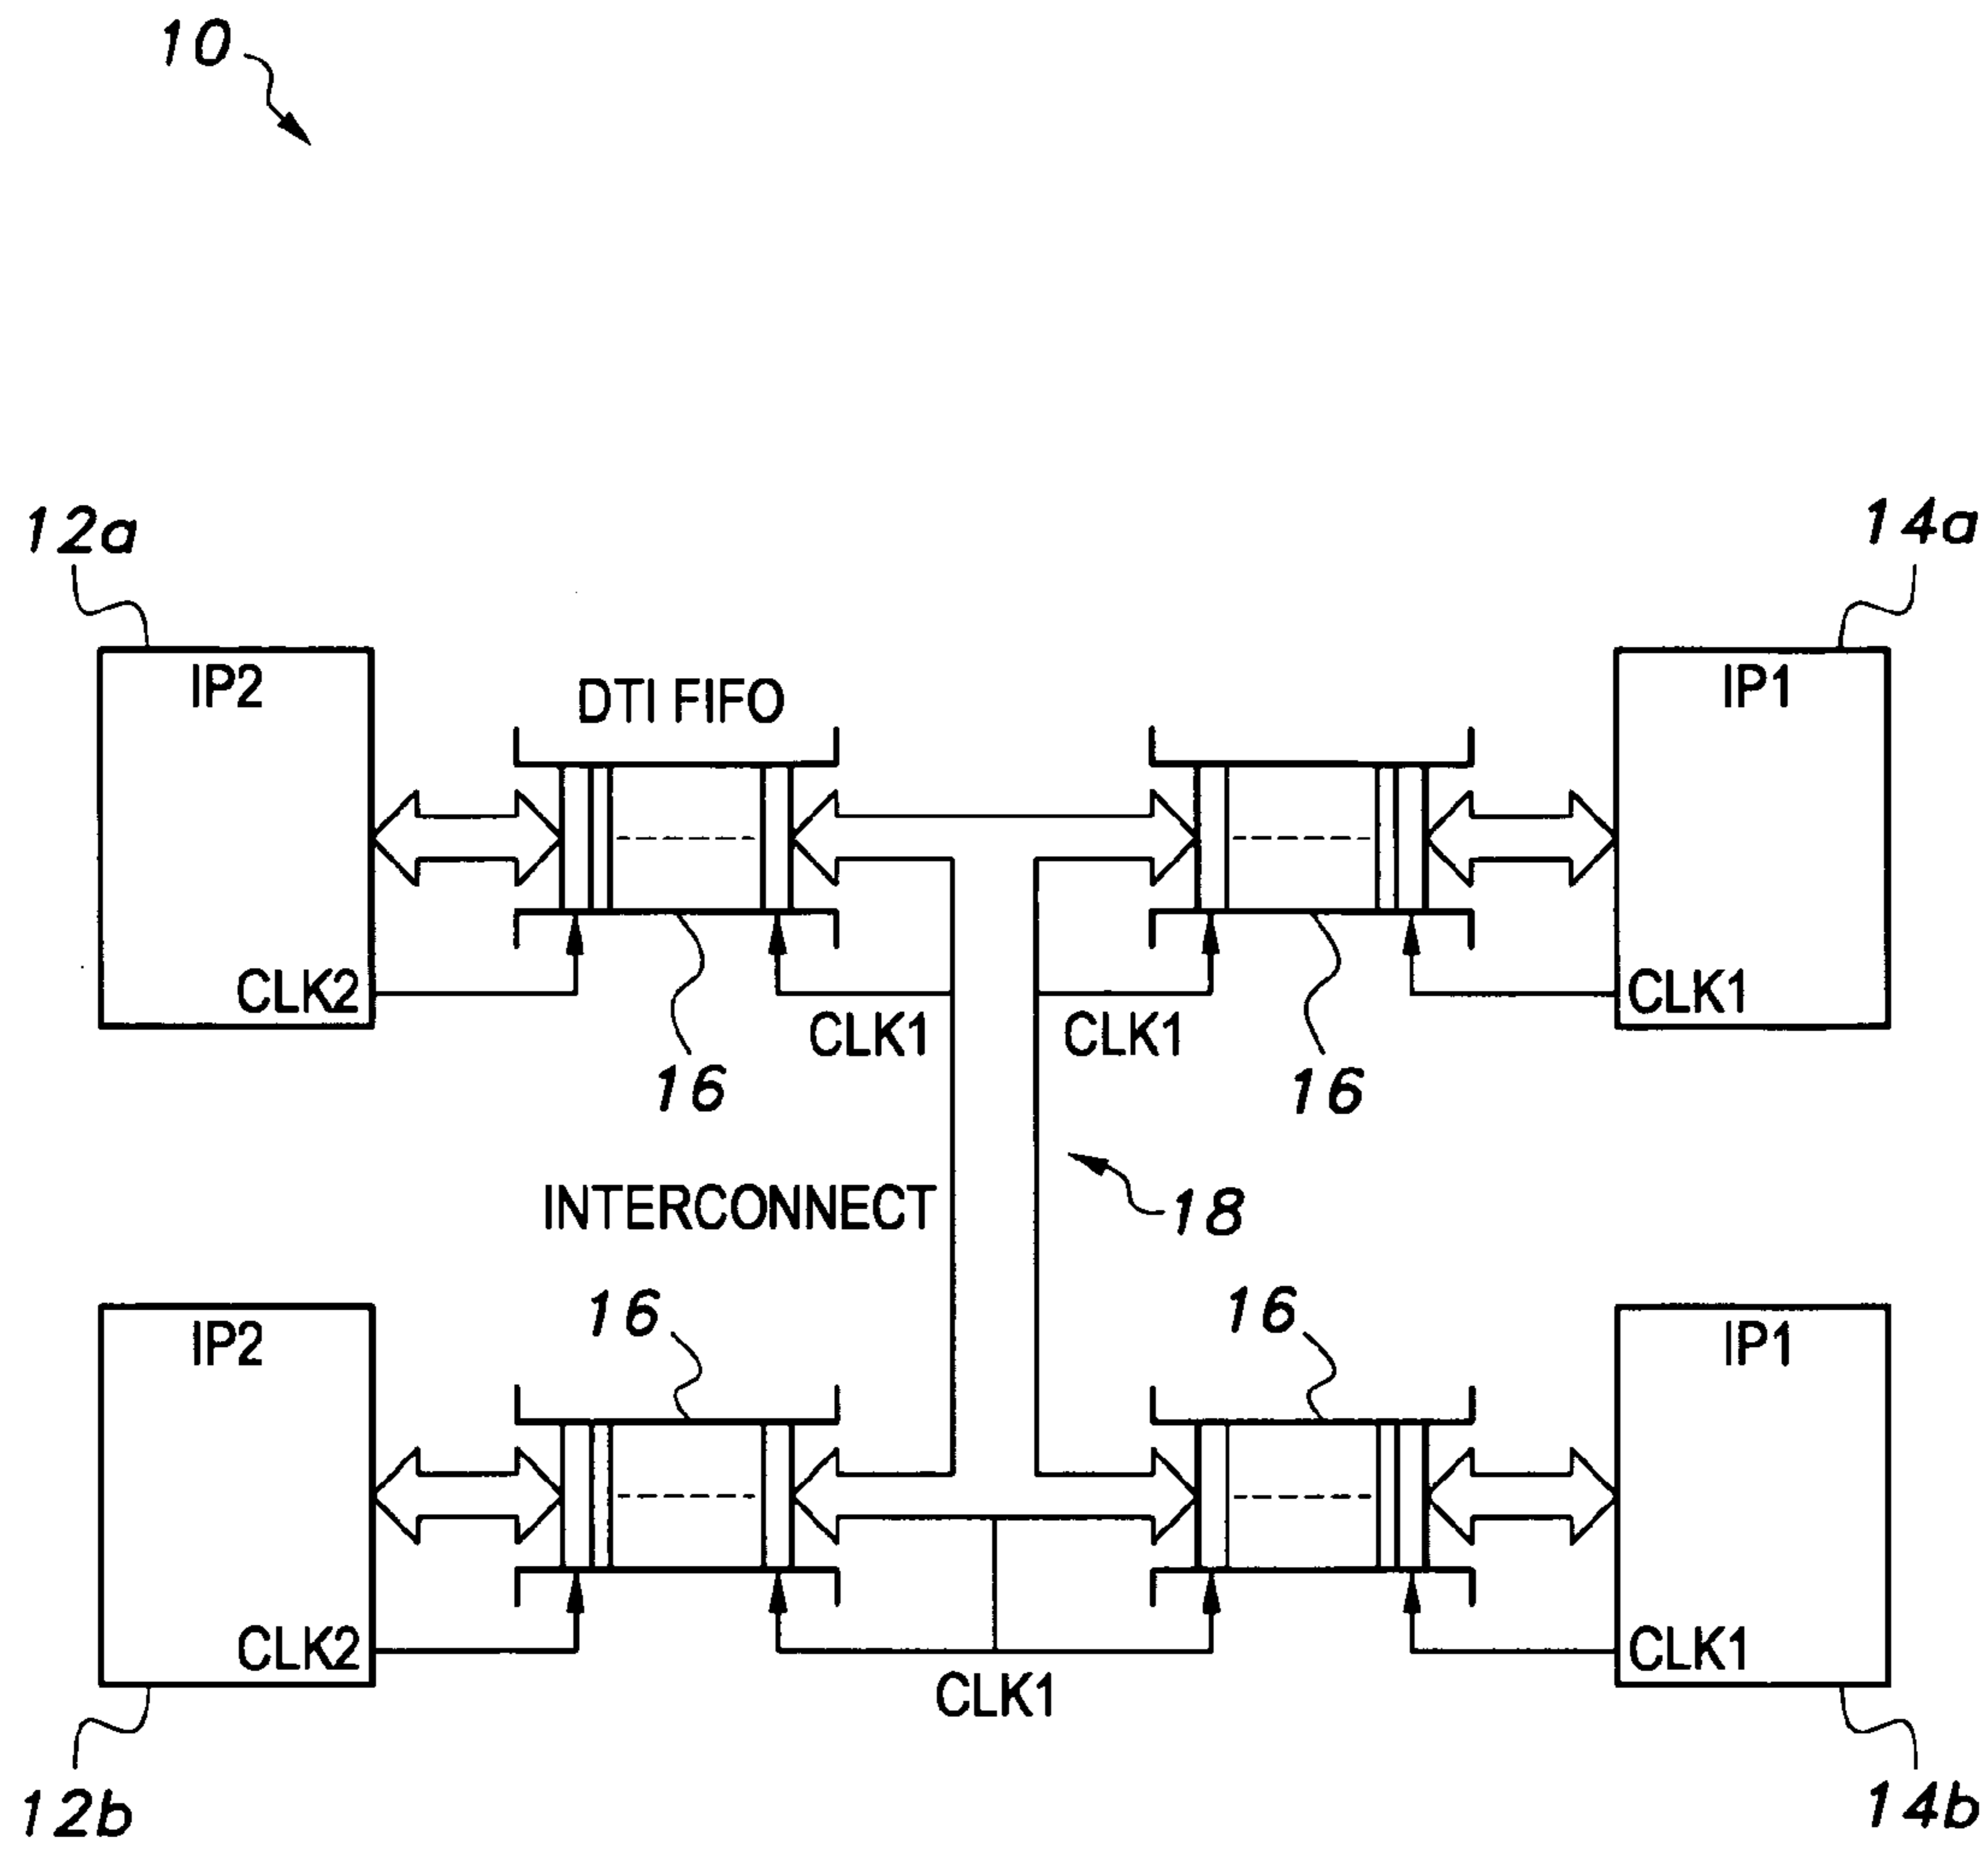 10
12a
14a
IP2
IP1
DTI FIFO
CLK2
CLK1
CLK1
CLK1
16
16
INTERCONNECT
18
16
16
IP2
IP1
CLK2
CLK1
CLK1
12b
14b